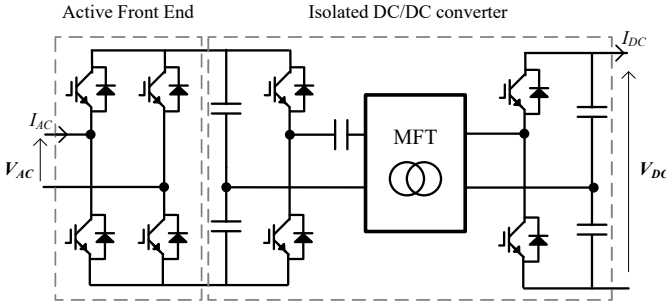 Active Front End
Isolated DC/DC converter
I_DC
I_AC
V_AC
MFT
V_DC